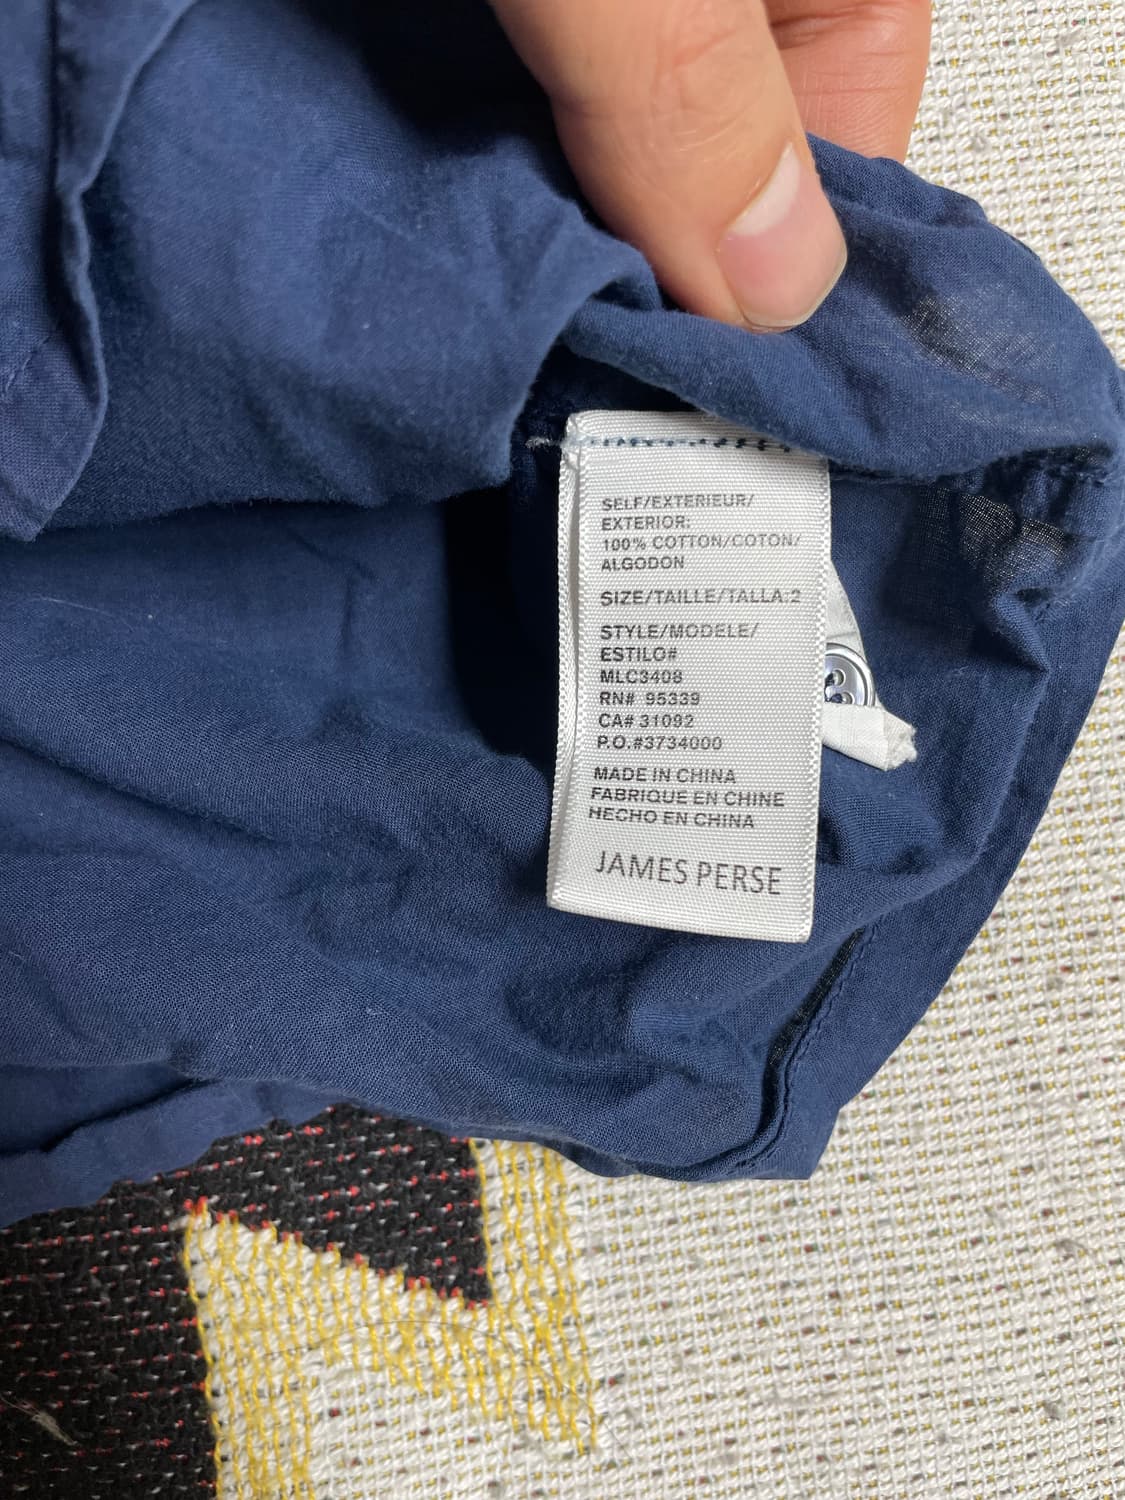 SELF/EXTERIEUR/
EXTERIOR:
100% COTTON/COTON/
ALGODON
SIZE/TAILLE/TALLA:2
STYLE/MODELE/
ESTILO#
MLC3408
RN# 95339
CA# 31092
P.O.#3734000
MADE IN CHINA
FABRIQUE EN CHINE
HECHO EN CHINA
JAMES PERSE